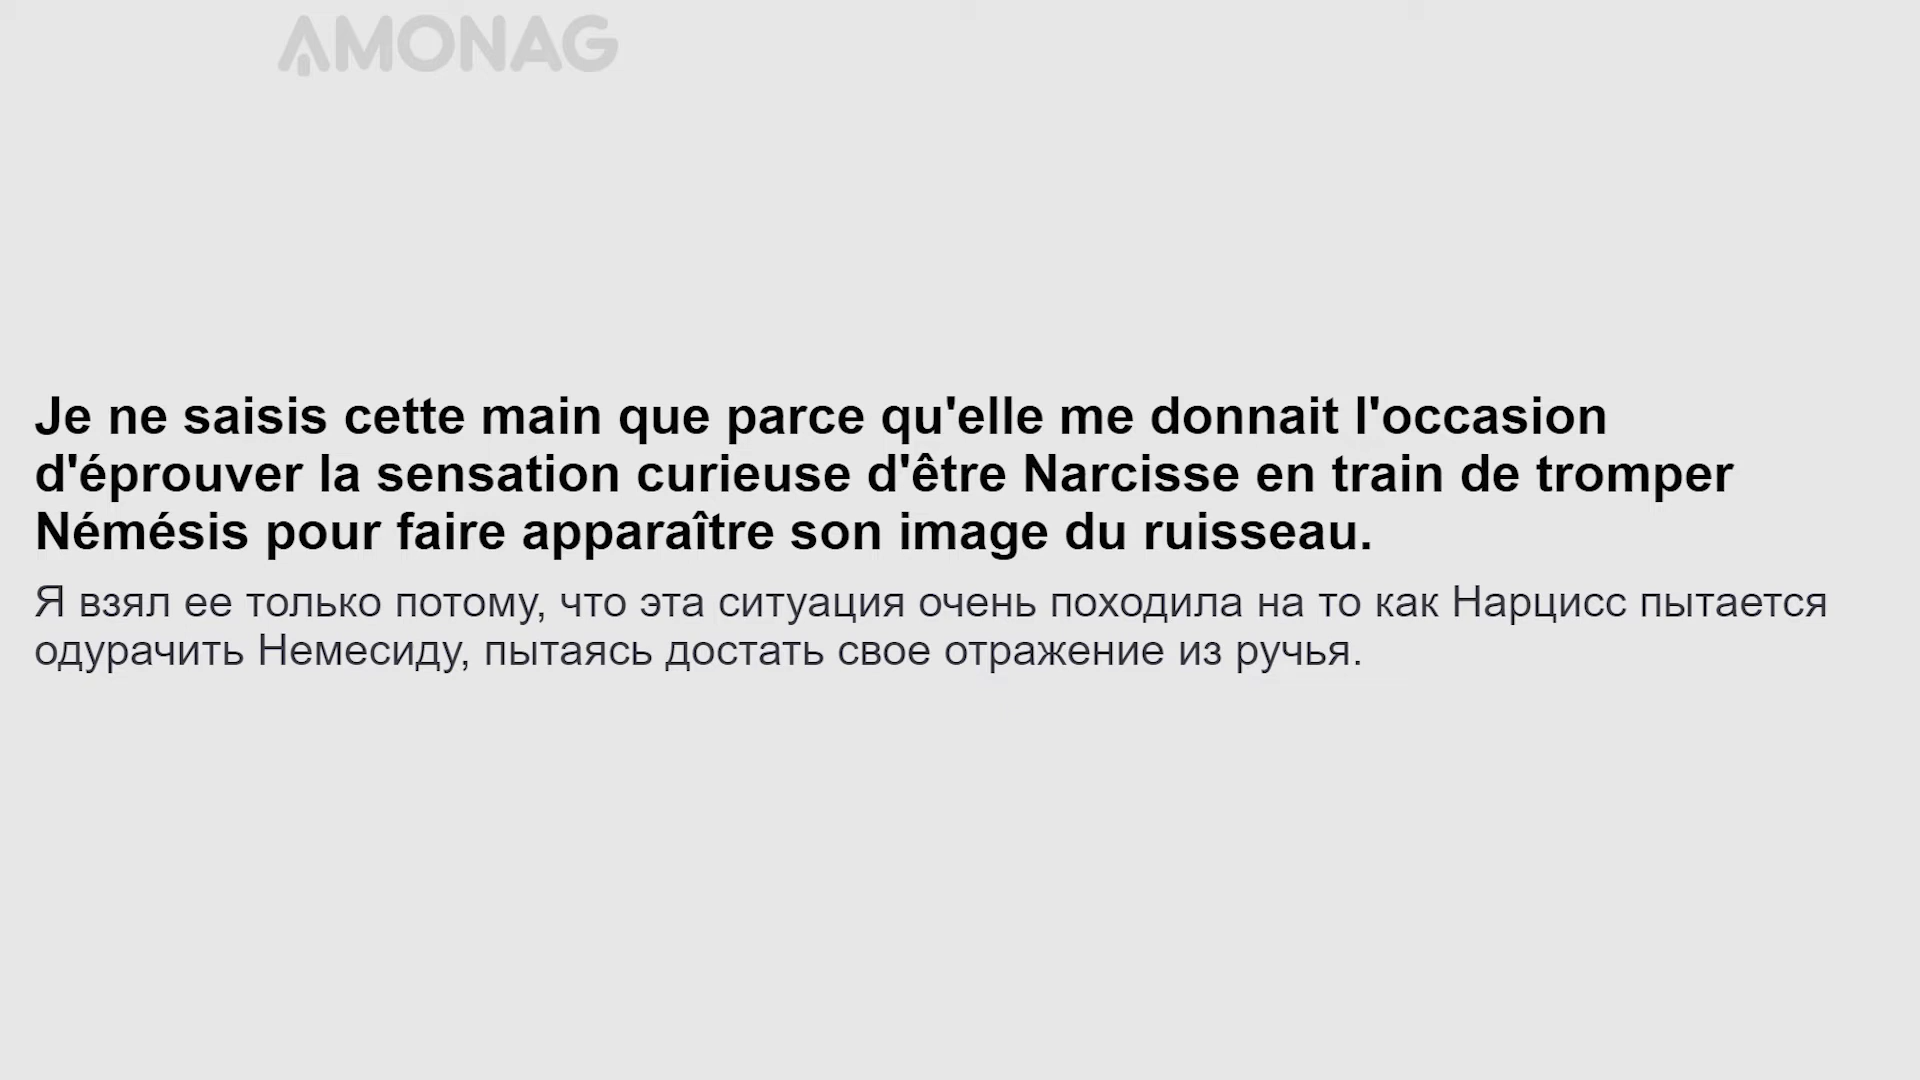 AMONAG
Je ne saisis cette main que parce qu'elle me donnait l'occasion
d'éprouver la sensation curieuse d'être Narcisse en train de tromper
Némésis pour faire apparaître son image du ruisseau.
Я взял ее только потому, что эта ситуация очень походила на то как Нарцисс пытается
одурачить Немесиду, пытаясь достать свое отражение из ручья.